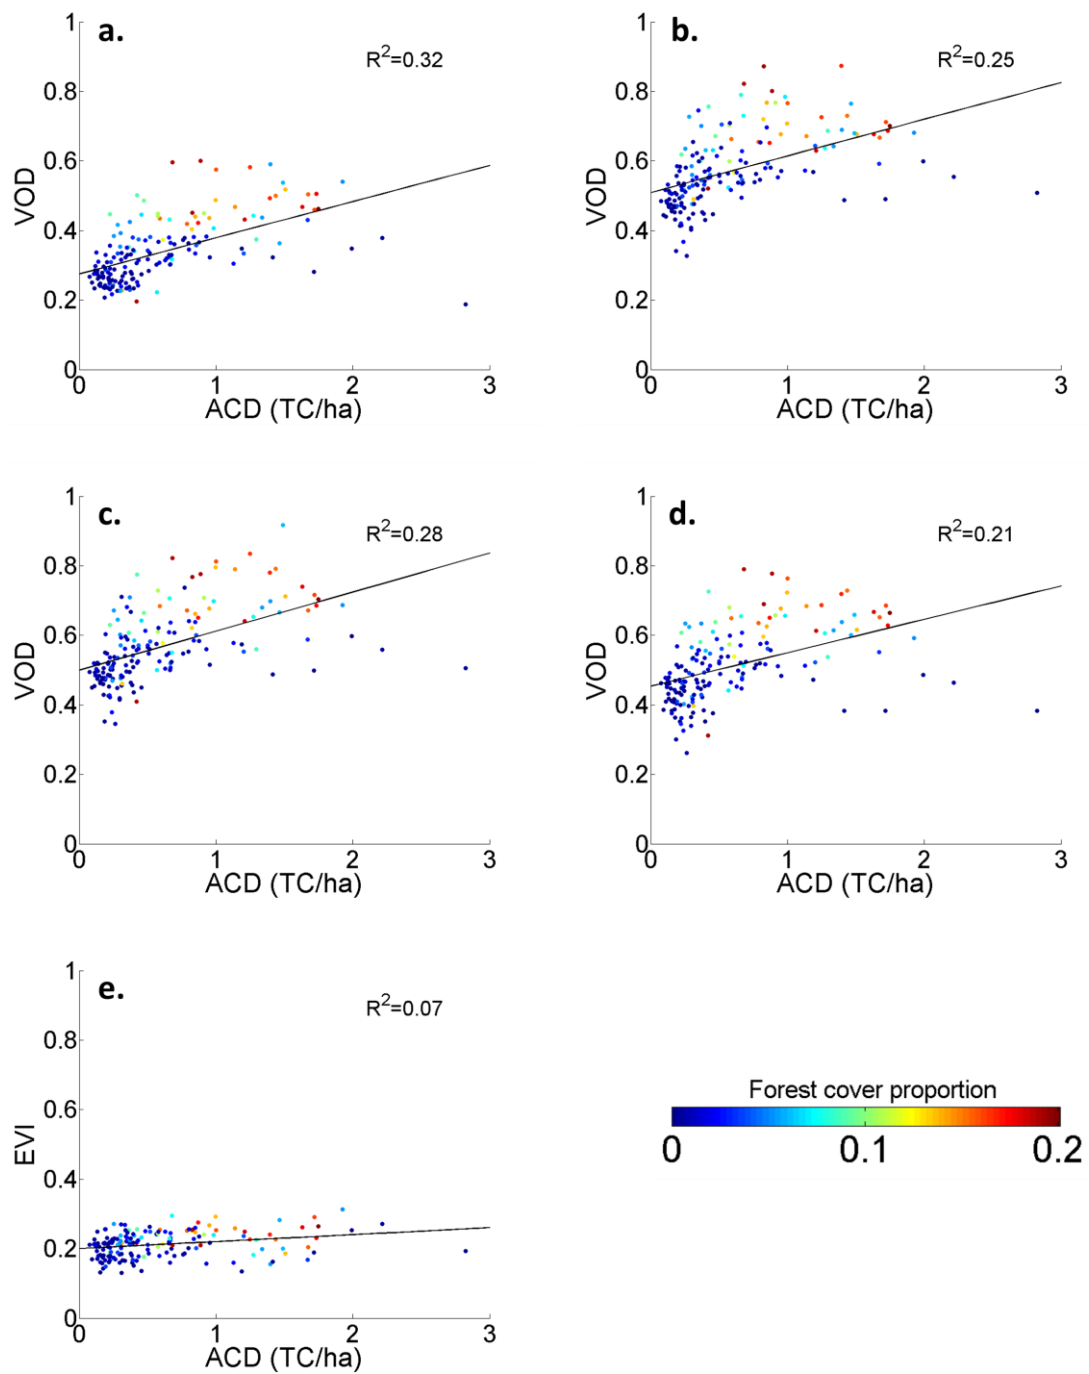 a.
R²=0.32
1
0.8
0.6
0.4
0.2
0
VOD
0 1 2 3
ACD (TC/ha)
b.
R²=0.25
1
0.8
0.6
0.4
0.2
0
VOD
0 1 2 3
ACD (TC/ha)
c.
R²=0.28
1
0.8
0.6
0.4
0.2
0
VOD
0 1 2 3
ACD (TC/ha)
d.
R²=0.21
1
0.8
0.6
0.4
0.2
0
VOD
0 1 2 3
ACD (TC/ha)
e.
R²=0.07
1
0.8
0.6
0.4
0.2
0
EVI
0 1 2 3
ACD (TC/ha)
Forest cover proportion
0 0.1 0.2